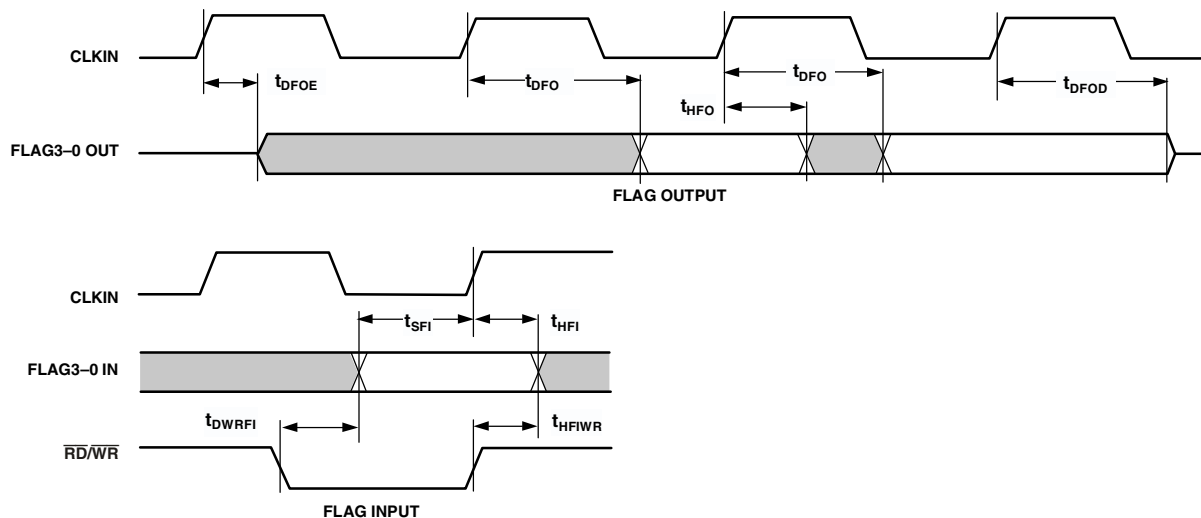 CLKIN
tDFOE
tDFO
tDFO
tHFO
tDFOD
FLAG3–0 OUT
FLAG OUTPUT
CLKIN
tSFI
tHFI
FLAG3–0 IN
tDWRFI
tHFIWR
RD/WR
FLAG INPUT